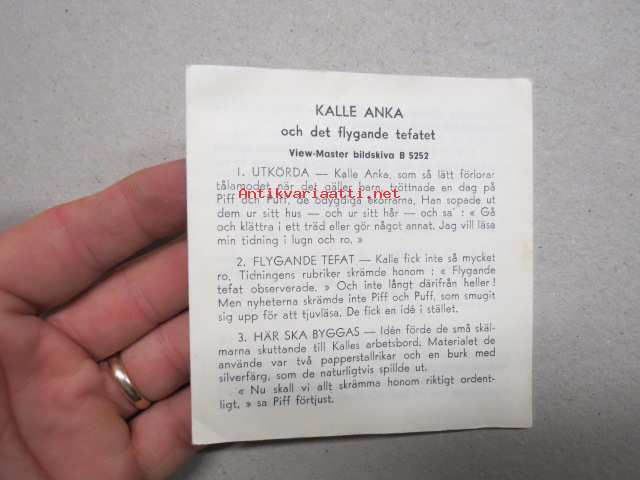 KALLE ANKA
och det flygande tefatet
View-Master bildskiva B 5252
1. UTKÖRDA — Kalle Anka, som så lätt förlorar
tålamodet när det gäller barn, tröttnade en dag på
Antikvariaatti.net
Piff och Puff, de odygdiga ekorrarna. Han sopade ut
dem ur sitt hus — och ur sitt hår — och sa : « Gå
och klättra i ett träd eller gör något annat. Jag vill läsa
min tidning i lugn och ro. »
2. FLYGANDE TEFAT — Kalle fick inte så mycket
ro. Tidningens rubriker skrämde honom : « Flygande
tefat observerade. » Och inte långt därifrån heller !
Men nyheterna skrämde inte Piff och Puff, som smugit
sig upp för att tjuvläsa. De fick en idé i stället.
3. HÄR SKA BYGGAS — Idén förde de små skäl-
marna skuttande till Kalles arbetsbord. Materialet de
använde var två papperstallrikar och en burk med
silverfärg, som de naturligtvis spillde ut.
« Nu skall vi allt skrämma honom riktigt ordent-
ligt, » sa Piff förtjust.